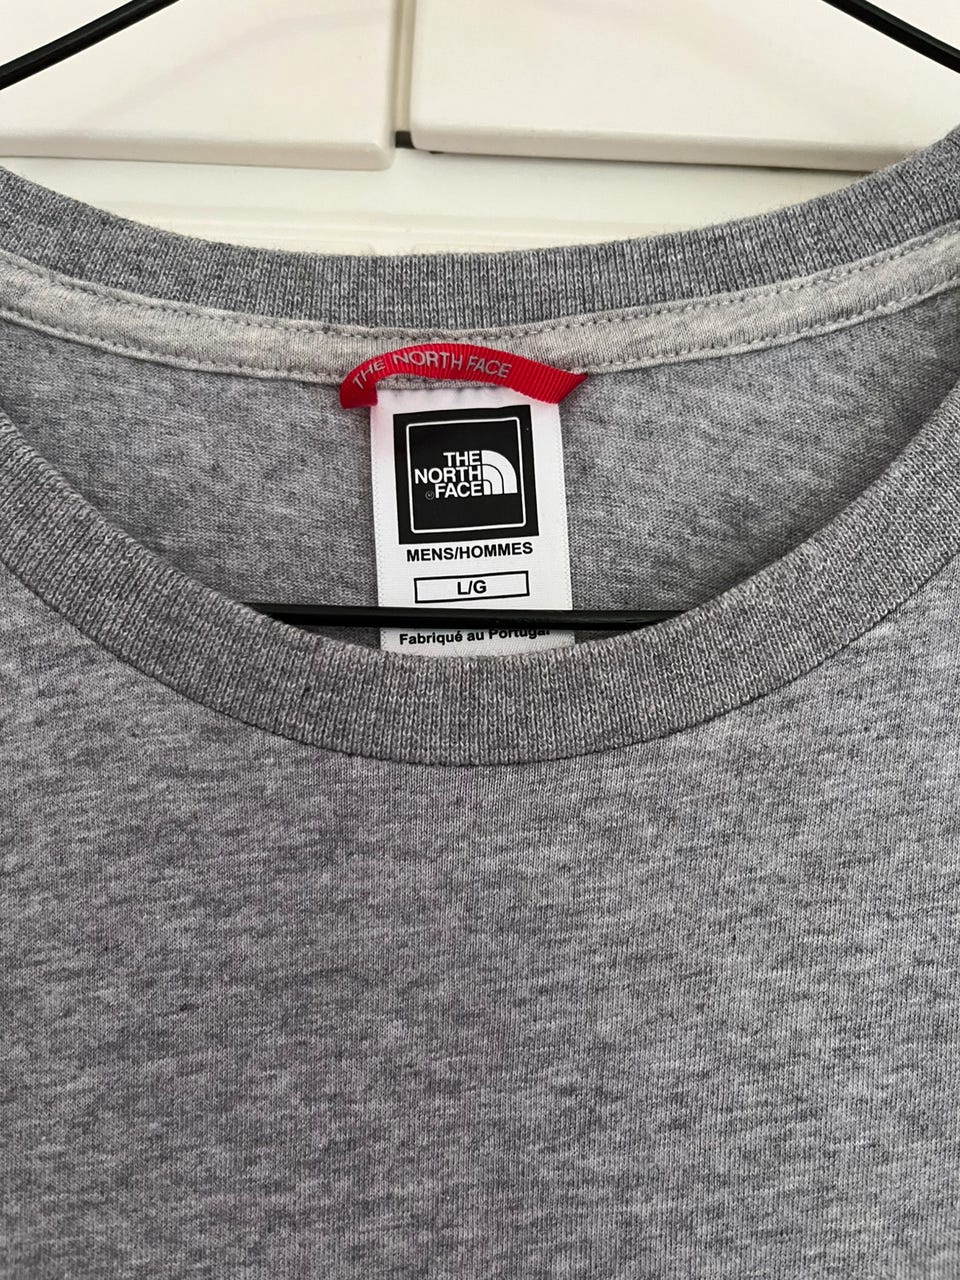 THE NORTH FACE
THE
NORTH
FACE
MENS/HOMMES
L/G
Fabriqué au Portugal